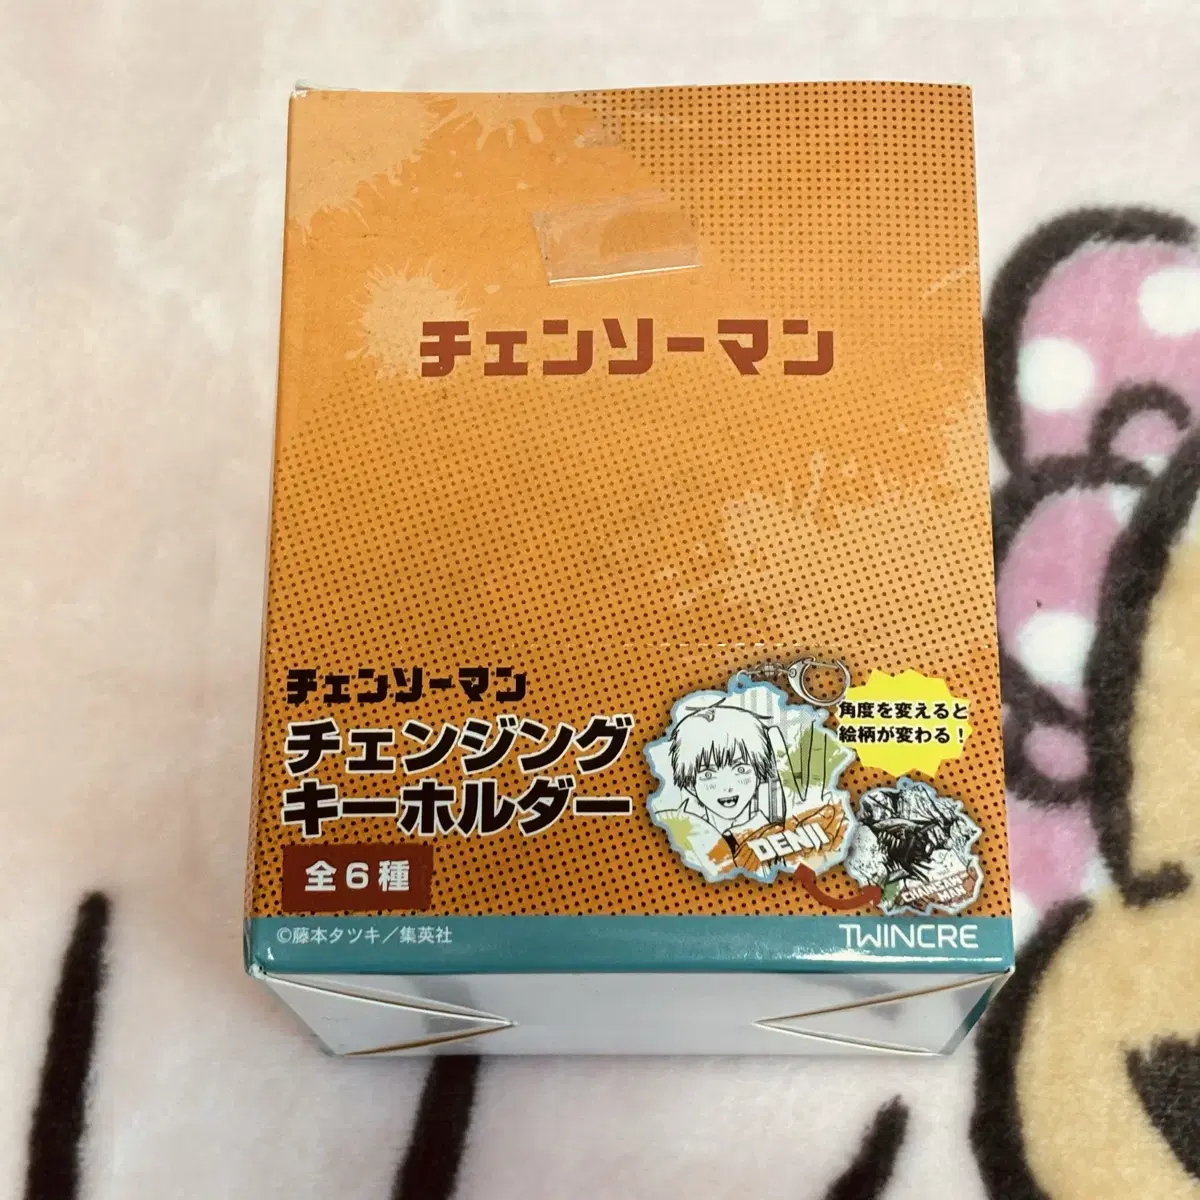 チェンソーマン
チェンソーマン
チェンジング
キーホルダー
全6種
角度を変えると
絵柄が変わる！
DENJI
CHAINSAW
MAN
©藤本タツキ／集英社
TWINCRE